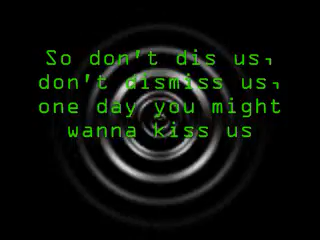 So don't dis us,
don't dismiss us,
one day you might
wanna kiss us